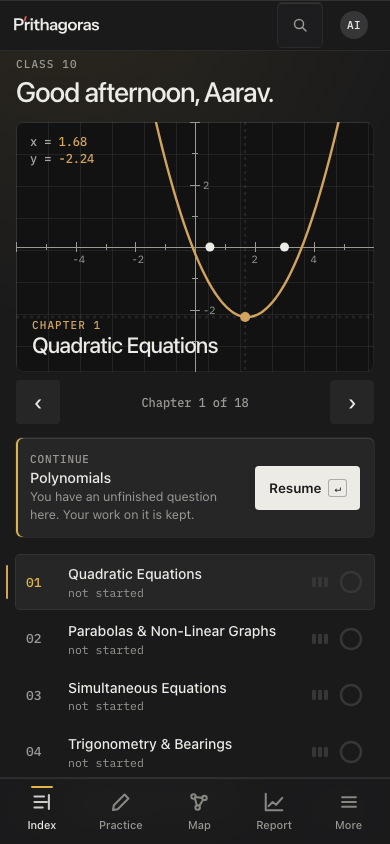 Prithagoras
AI
CLASS 10
Good afternoon, Aarav.
x = 1.68
y = -2.24
2
-4
-2
2
4
-2
CHAPTER 1
Quadratic Equations
‹
Chapter 1 of 18
›
CONTINUE
Polynomials
You have an unfinished question
here. Your work on it is kept.
Resume ↵
01
Quadratic Equations
not started
02
Parabolas & Non-Linear Graphs
not started
03
Simultaneous Equations
not started
04
Trigonometry & Bearings
not started
Index
Practice
Map
Report
More